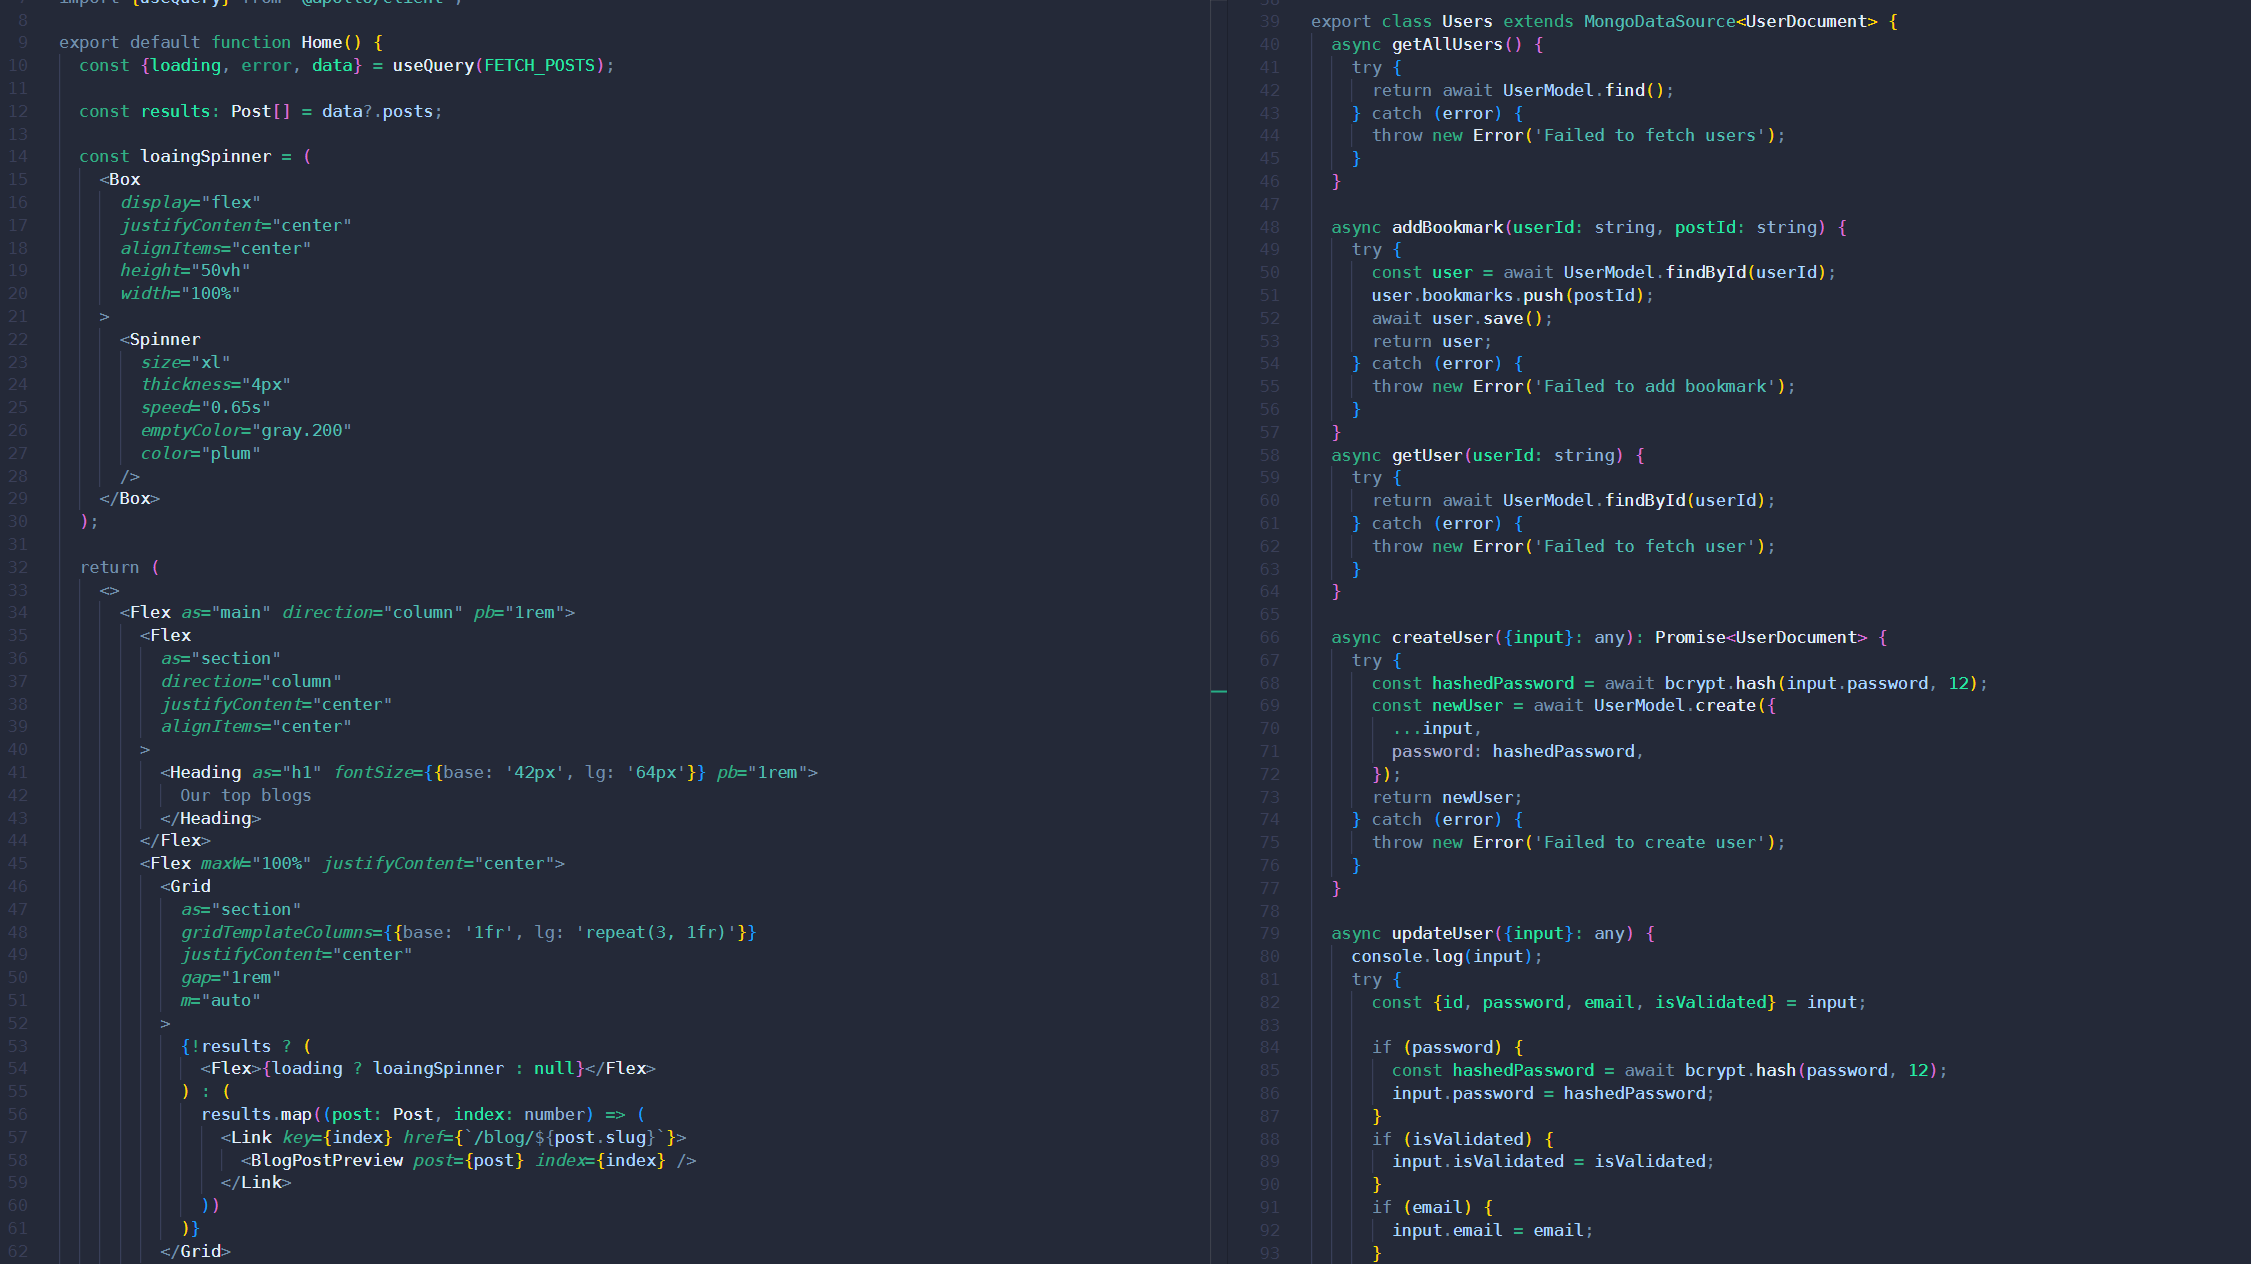 8
9 export default function Home() {
10 const {loading, error, data} = useQuery(FETCH_POSTS);
11
12 const results: Post[] = data?.posts;
13
14 const loaingSpinner = (
15 <Box
16 display="flex"
17 justifyContent="center"
18 alignItems="center"
19 height="50vh"
20 width="100%"
21 >
22 <Spinner
23 size="xl"
24 thickness="4px"
25 speed="0.65s"
26 emptyColor="gray.200"
27 color="plum"
28 />
29 </Box>
30 );
31
32 return (
33 <>
34 <Flex as="main" direction="column" pb="1rem">
35 <Flex
36 as="section"
37 direction="column"
38 justifyContent="center"
39 alignItems="center"
40 >
41 <Heading as="h1" fontSize={{base: '42px', lg: '64px'}} pb="1rem">
42 Our top blogs
43 </Heading>
44 </Flex>
45 <Flex maxW="100%" justifyContent="center">
46 <Grid
47 as="section"
48 gridTemplateColumns={{base: '1fr', lg: 'repeat(3, 1fr)'}}
49 justifyContent="center"
50 gap="1rem"
51 m="auto"
52 >
53 {!results ? (
54 <Flex>{loading ? loaingSpinner : null}</Flex>
55 ) : (
56 results.map((post: Post, index: number) => (
57 <Link key={index} href={`/blog/${post.slug}`}>
58 <BlogPostPreview post={post} index={index} />
59 </Link>
60 ))
61 )}
62 </Grid>
39 export class Users extends MongoDataSource<UserDocument> {
40 async getAllUsers() {
41 try {
42 return await UserModel.find();
43 } catch (error) {
44 throw new Error('Failed to fetch users');
45 }
46 }
47
48 async addBookmark(userId: string, postId: string) {
49 try {
50 const user = await UserModel.findById(userId);
51 user.bookmarks.push(postId);
52 await user.save();
53 return user;
54 } catch (error) {
55 throw new Error('Failed to add bookmark');
56 }
57 }
58 async getUser(userId: string) {
59 try {
60 return await UserModel.findById(userId);
61 } catch (error) {
62 throw new Error('Failed to fetch user');
63 }
64 }
65
66 async createUser({input}: any): Promise<UserDocument> {
67 try {
68 const hashedPassword = await bcrypt.hash(input.password, 12);
69 const newUser = await UserModel.create({
70 ...input,
71 password: hashedPassword,
72 });
73 return newUser;
74 } catch (error) {
75 throw new Error('Failed to create user');
76 }
77 }
78
79 async updateUser({input}: any) {
80 console.log(input);
81 try {
82 const {id, password, email, isValidated} = input;
83
84 if (password) {
85 const hashedPassword = await bcrypt.hash(password, 12);
86 input.password = hashedPassword;
87 }
88 if (isValidated) {
89 input.isValidated = isValidated;
90 }
91 if (email) {
92 input.email = email;
93 }